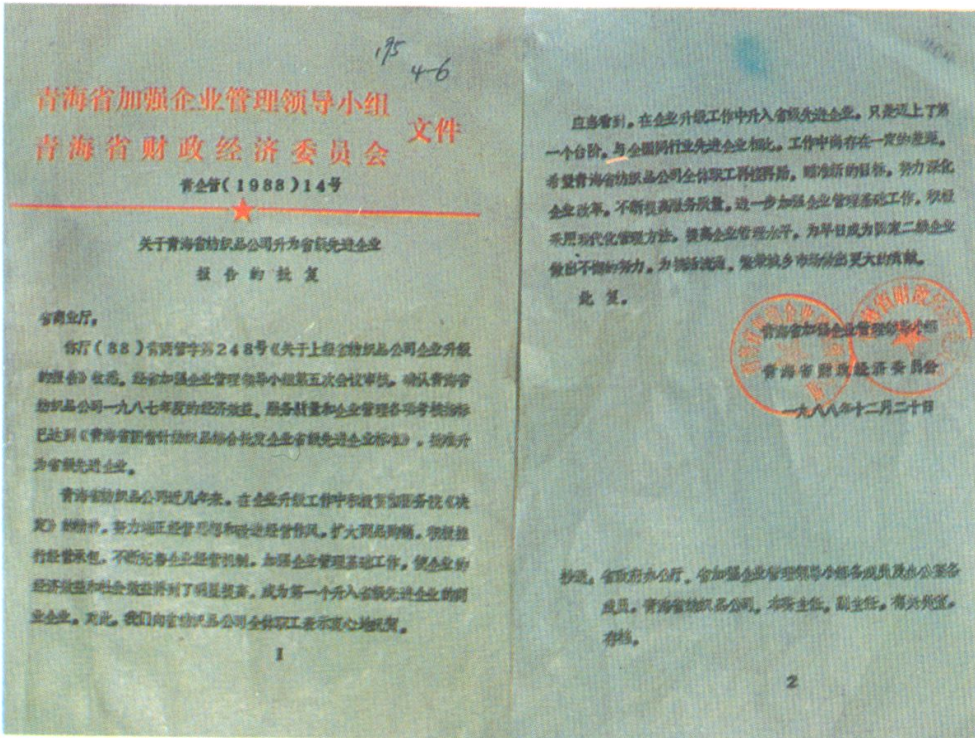 195
4-6
青海省加强企业管理领导小组
青海省财政经济委员会
文件
青企管(1988)14号
关于青海省纺织品公司升为省级先进企业
报告的批复
省商业厅:
你厅(88)青商管字第248号《关于上报省纺织品公司企业升级
的报告》收悉。经省加强企业管理领导小组第五次会议审核,确认青海省
纺织品公司一九八七年度的经济效益、服务质量和企业管理各项考核指标
已达到《青海省国营针纺织品综合批发企业省级先进企业标准》,批准升
为省级先进企业。
青海省纺织品公司近几年来,在企业升级工作中积极贯彻国务院《决
定》的精神,努力端正经营思想和改进经营作风,扩大商品购销,积极推
行经营承包,不断完善企业经营机制,加强企业管理基础工作,使企业的
经济效益和社会效益得到了明显提高,成为第一个升入省级先进企业的商
业企业。对此,我们向省纺织品公司全体职工表示衷心地祝贺。
1
应当看到,在企业升级工作中升入省级先进企业,只是迈上了第
一个台阶,与全国同行业先进企业相比,工作中尚存在一定的差距。
希望青海省纺织品公司全体职工再接再励,瞄准新的目标,努力深化
企业改革,不断提高服务质量,进一步加强企业管理基础工作,积极
采用现代化管理方法,提高企业管理水平,为早日成为国家二级企业
做出不懈的努力,为搞活流通,繁荣城乡市场做出更大的贡献。
此复。
青海省加强企业管理领导小组
青海省财政经济委员会
一九八八年十二月二十日
抄送:省政府办公厅,省加强企业管理领导小组各成员及办公室各
成员,青海省纺织品公司,本委主任、副主任,有关处室,
存档。
2